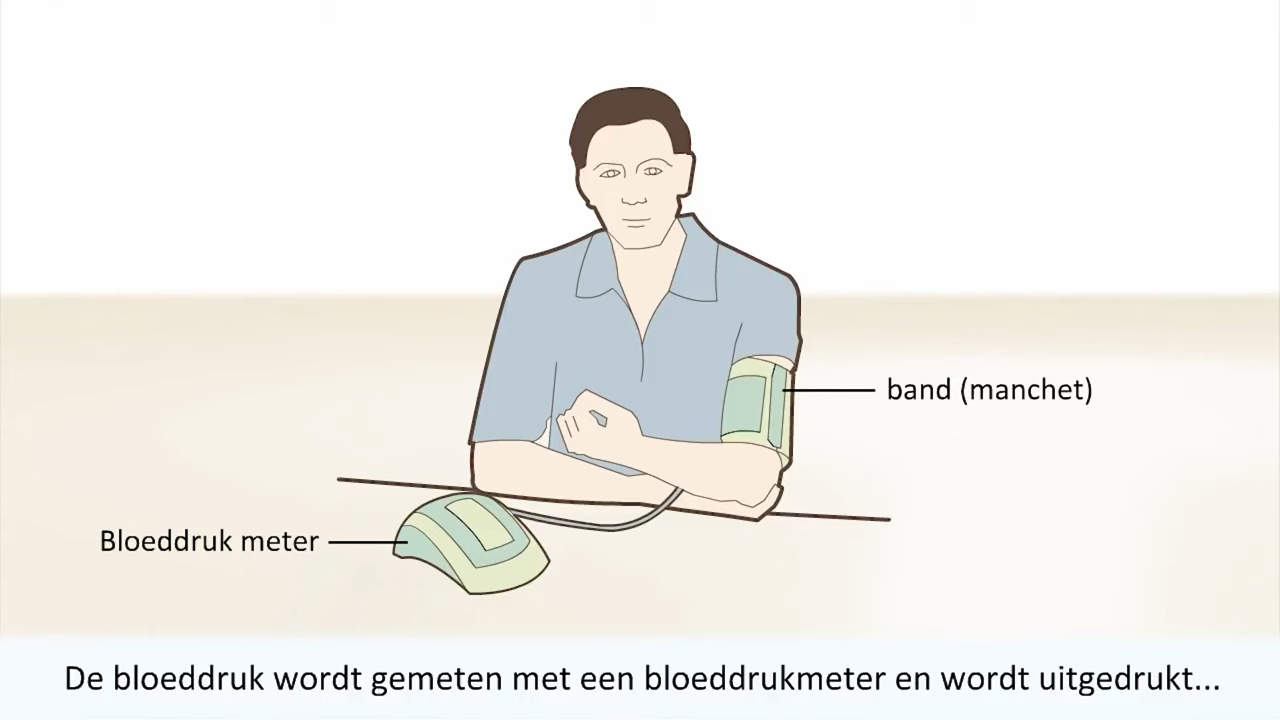 band (manchet)
Bloeddruk meter
De bloeddruk wordt gemeten met een bloeddrukmeter en wordt uitgedrukt...